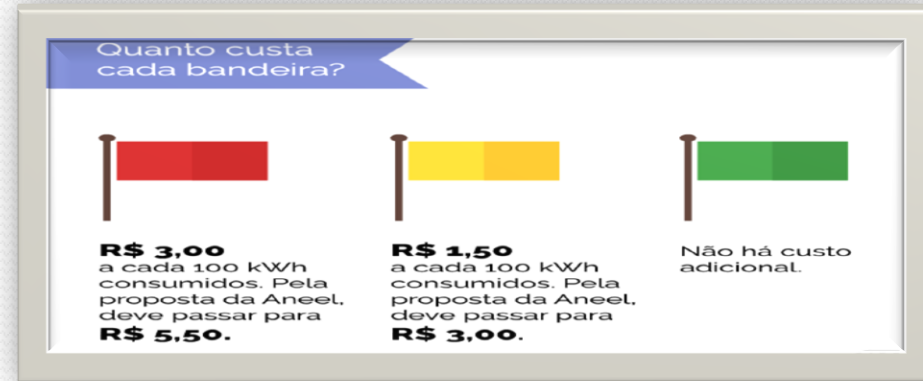 Quanto custa
cada bandeira?
R$ 3,00
a cada 100 kWh
consumidos. Pela
proposta da Aneel,
deve passar para
R$ 5,50.
R$ 1,50
a cada 100 kWh
consumidos. Pela
proposta da Aneel,
deve passar para
R$ 3,00.
Não há custo
adicional.